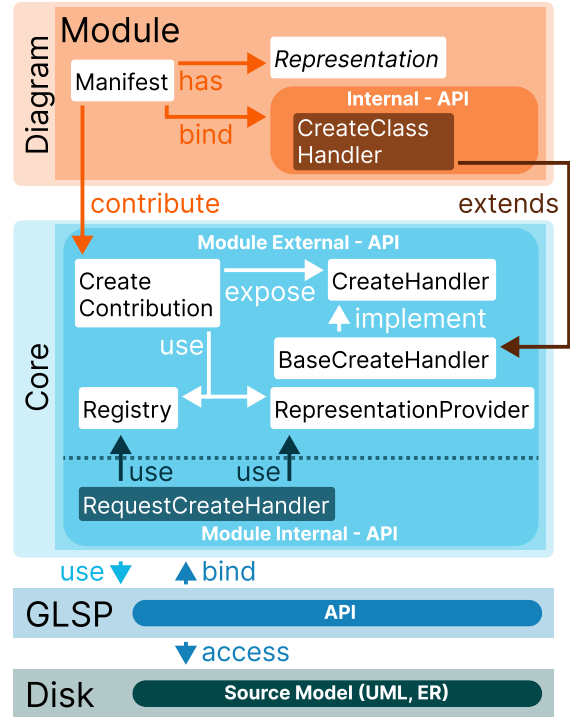 Module
Diagram
Manifest
has
Representation
bind
Internal - API
CreateClass
Handler
contribute
extends
Core
Module External - API
Create
Contribution
expose
CreateHandler
implement
use
BaseCreateHandler
Registry
RepresentationProvider
use
use
RequestCreateHandler
Module Internal - API
use
bind
GLSP
API
access
Disk
Source Model (UML, ER)